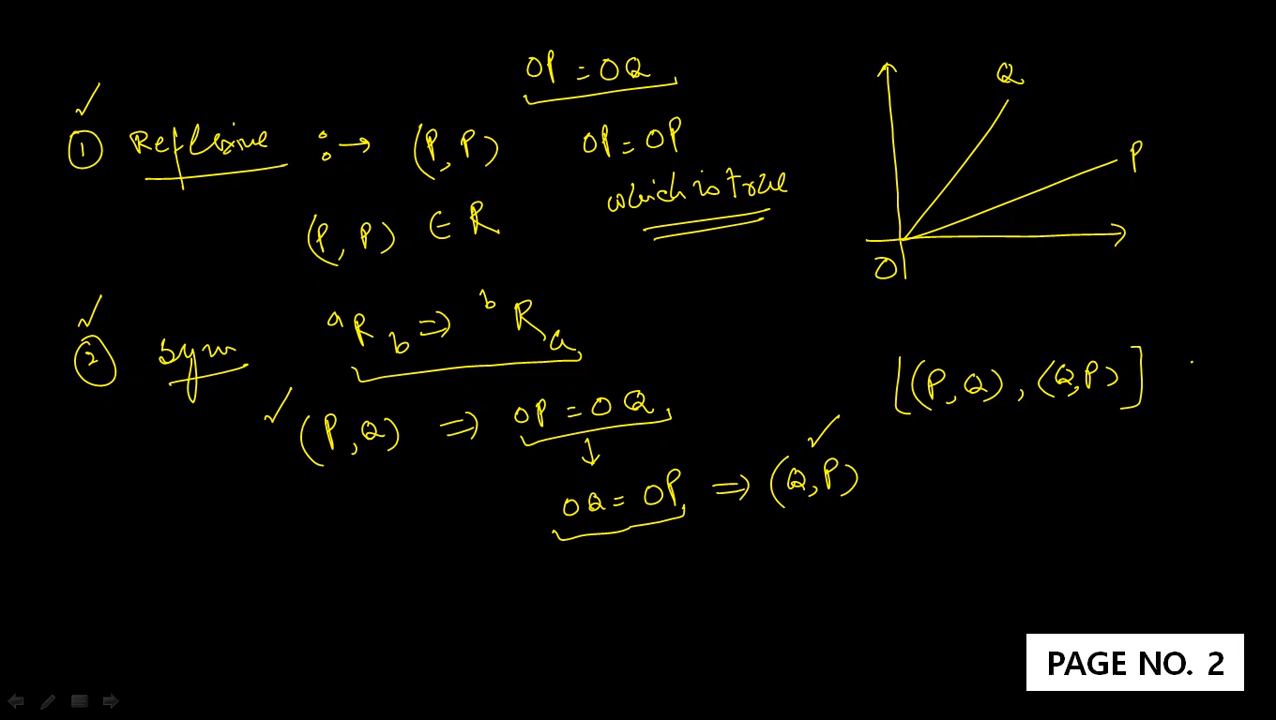 OP = OQ
① Reflexive :→ (P, P) OP = OP
which is true
(P, P) ∈ R
② Sym aRb ⇒ bRa
(P, Q) ⇒ OP = OQ
↓
OQ = OP ⇒ (Q, P)
Q
P
O
[(P, Q), (Q, P)]
PAGE NO. 2